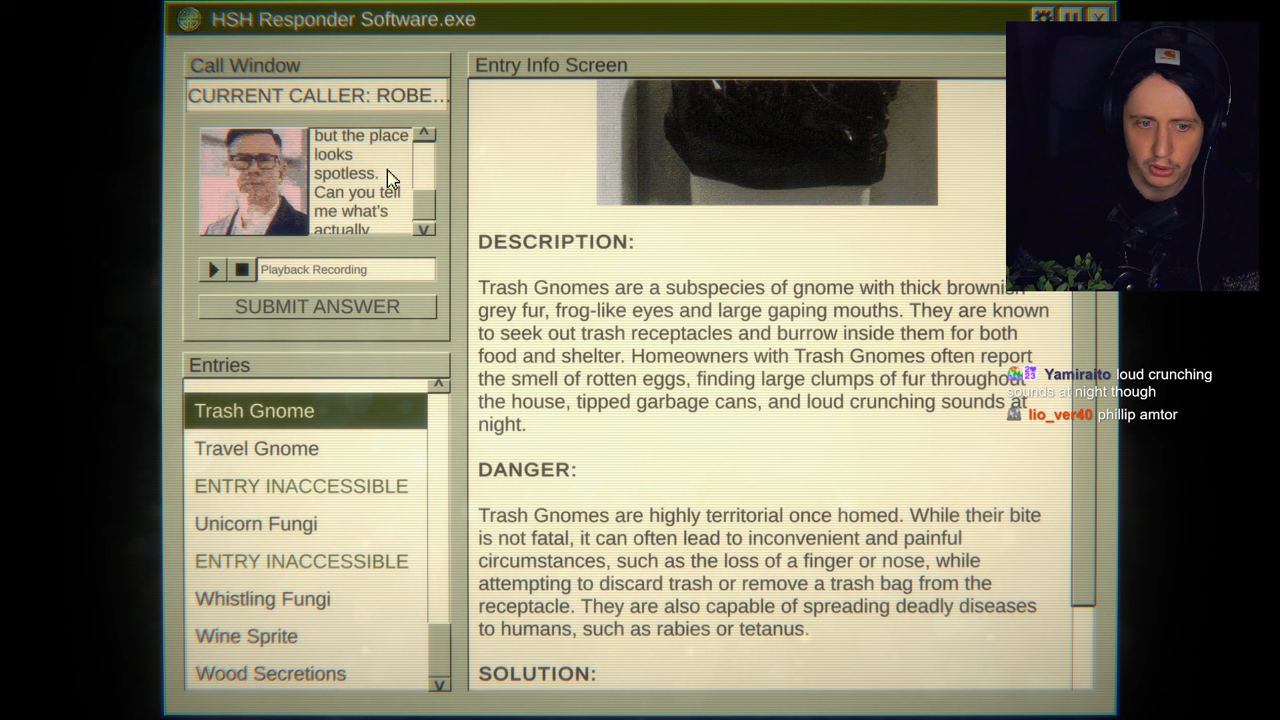 HSH Responder Software.exe
Call Window
CURRENT CALLER: ROBE...
but the place
looks
spotless.
Can you tell
me what's
actually
Playback Recording
SUBMIT ANSWER
Entries
Trash Gnome
Travel Gnome
ENTRY INACCESSIBLE
Unicorn Fungi
ENTRY INACCESSIBLE
Whistling Fungi
Wine Sprite
Wood Secretions
Entry Info Screen
DESCRIPTION:
Trash Gnomes are a subspecies of gnome with thick brownish
grey fur, frog-like eyes and large gaping mouths. They are known
to seek out trash receptacles and burrow inside them for both
food and shelter. Homeowners with Trash Gnomes often report
the smell of rotten eggs, finding large clumps of fur throughout
the house, tipped garbage cans, and loud crunching sounds at
night.
DANGER:
Trash Gnomes are highly territorial once homed. While their bite
is not fatal, it can often lead to inconvenient and painful
circumstances, such as the loss of a finger or nose, while
attempting to discard trash or remove a trash bag from the
receptacle. They are also capable of spreading deadly diseases
to humans, such as rabies or tetanus.
SOLUTION:
Yamiraito loud crunching
sounds at night though
lio_ver40 phillip amtor